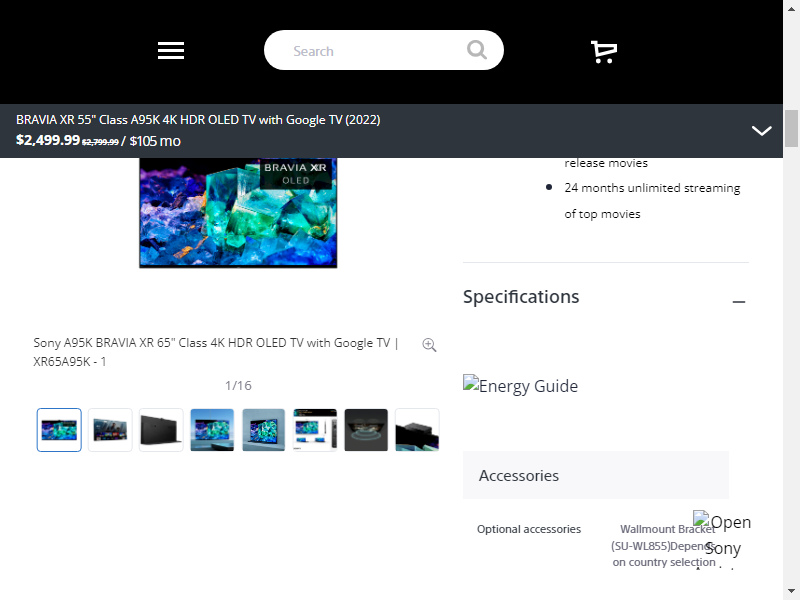 Search
BRAVIA XR 55" Class A95K 4K HDR OLED TV with Google TV (2022)
$2,499.99 $2,799.99 / $105 mo
BRAVIA XR
OLED
release movies
24 months unlimited streaming
of top movies
Specifications
Sony A95K BRAVIA XR 65" Class 4K HDR OLED TV with Google TV |
XR65A95K - 1
1/16
Energy Guide
Accessories
Optional accessories
Wallmount Bracket
(SU-WL855)Depends
on country selection
Open
Sony